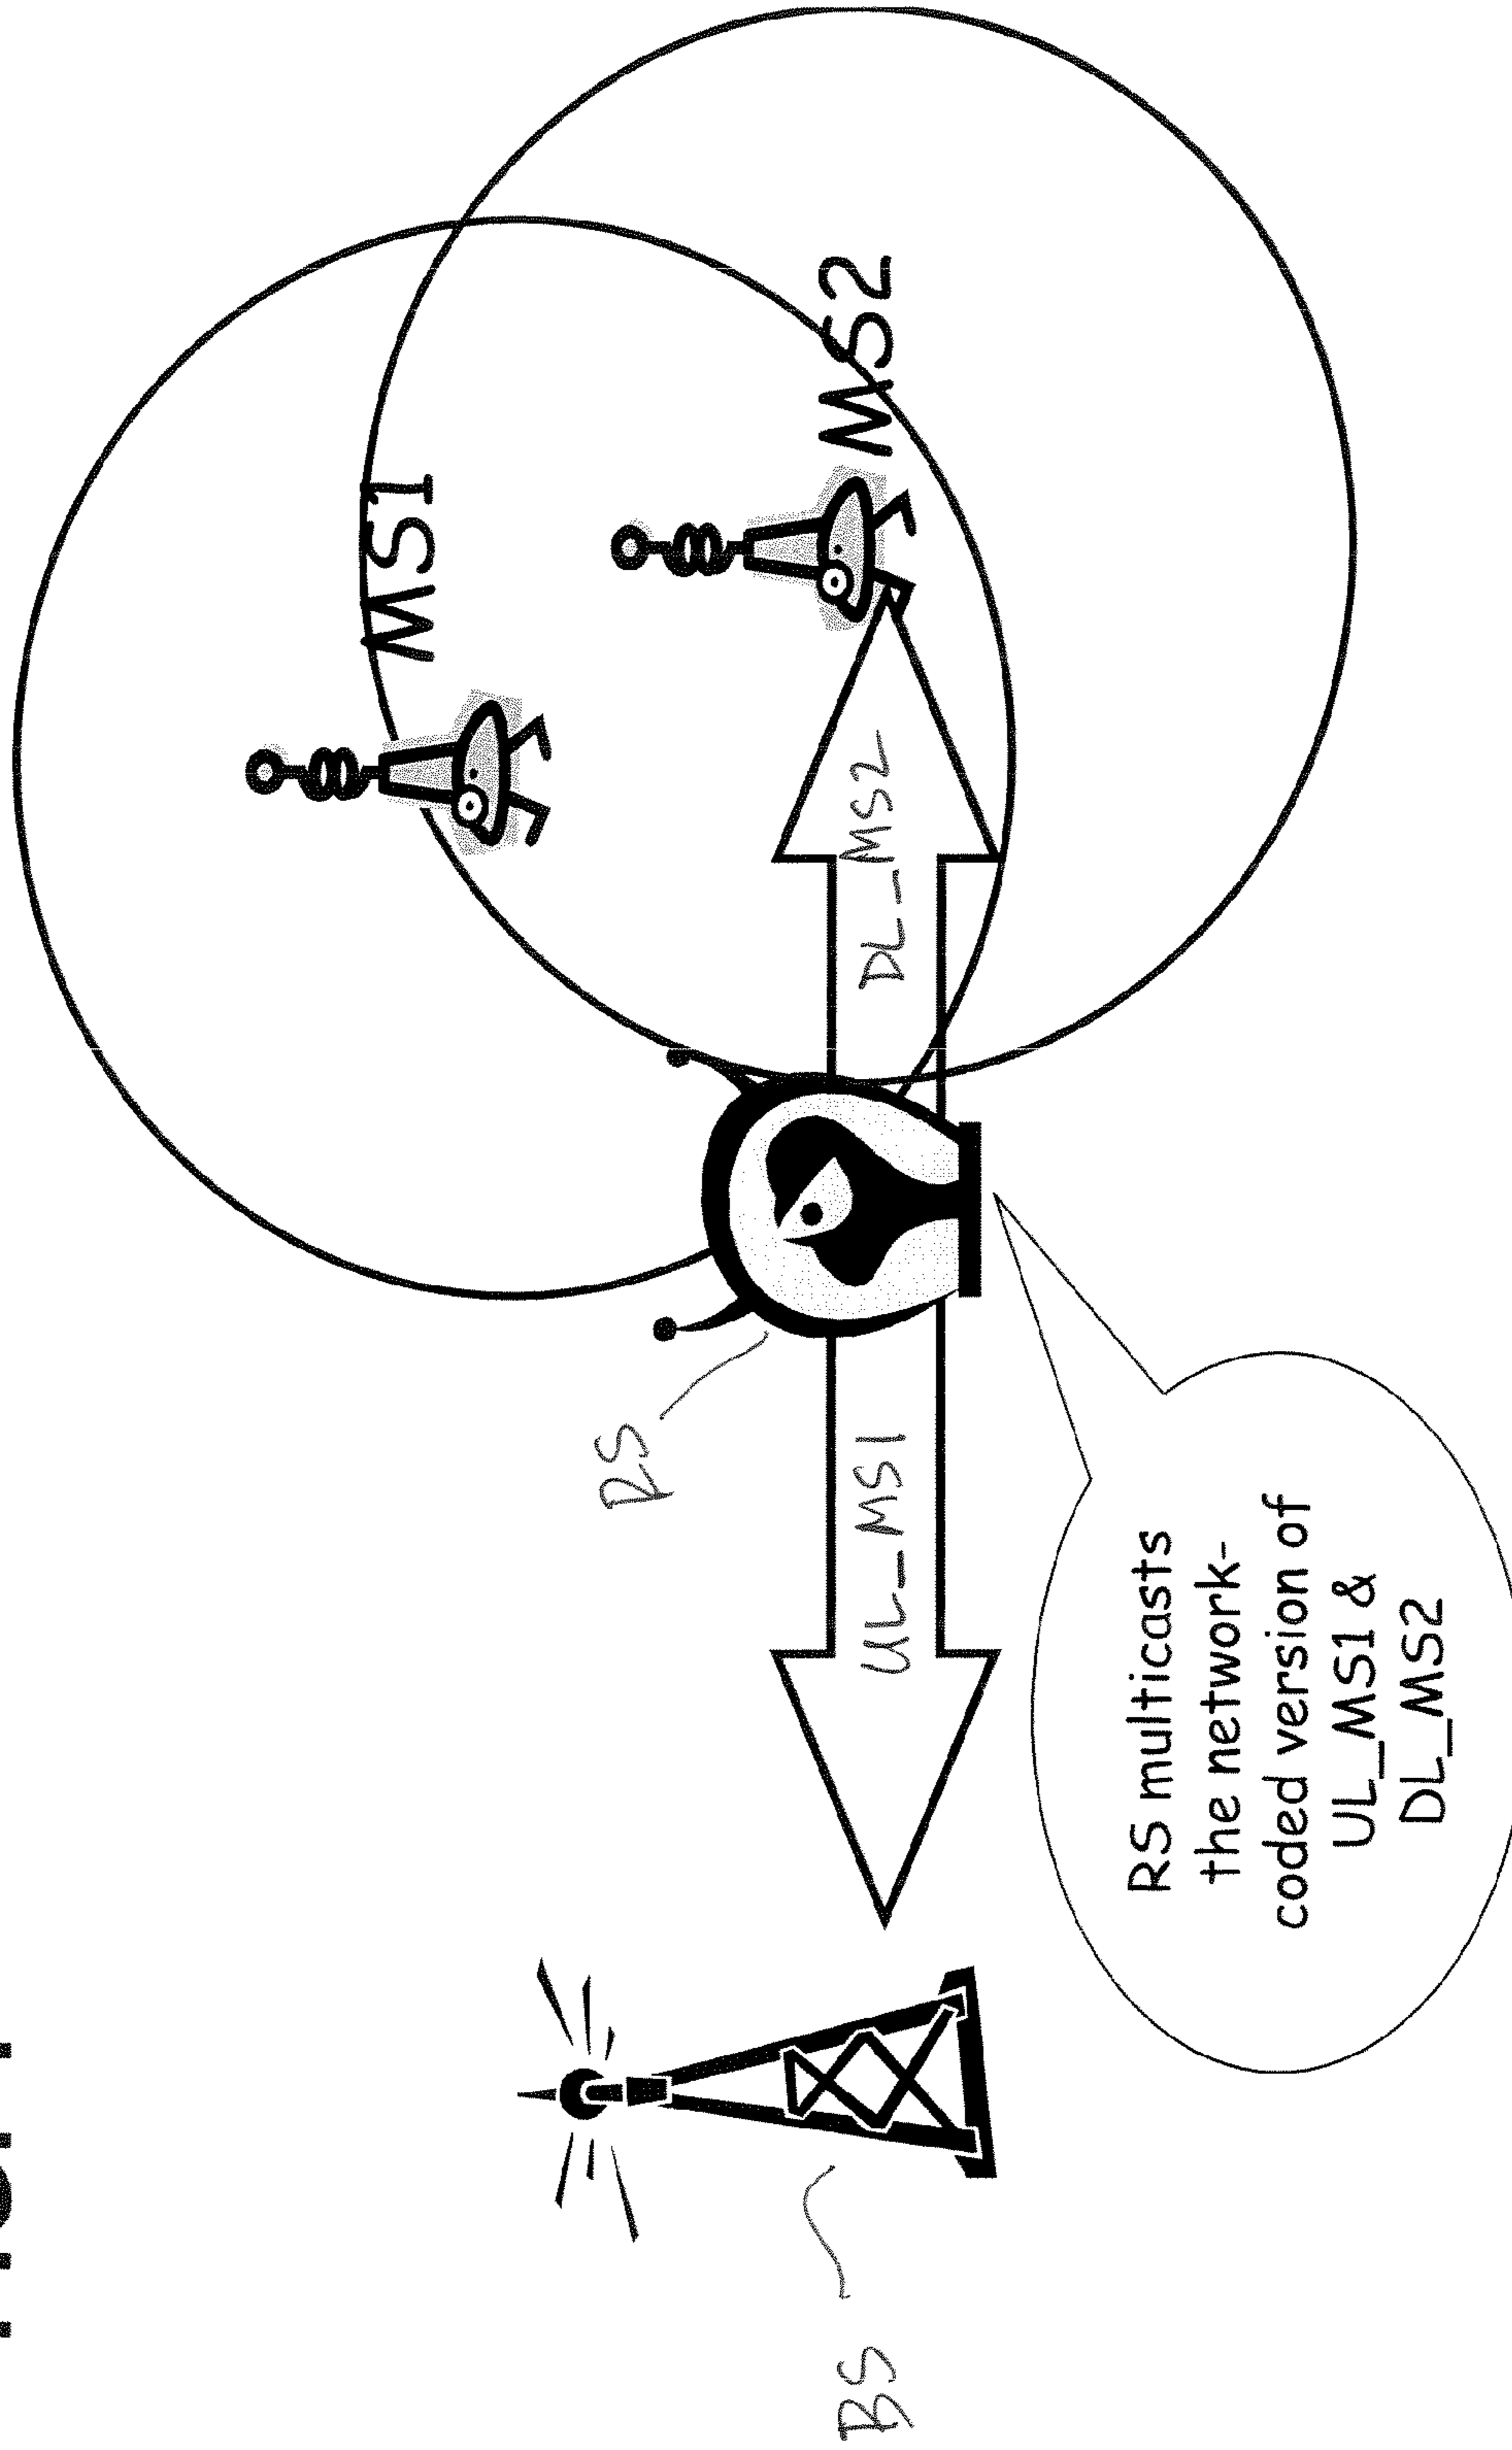 MS1
MS2
RS
UL_MS1
DL_MS2
BS
RS multicasts
the network-
coded version of
UL_MS1 &
DL_MS2